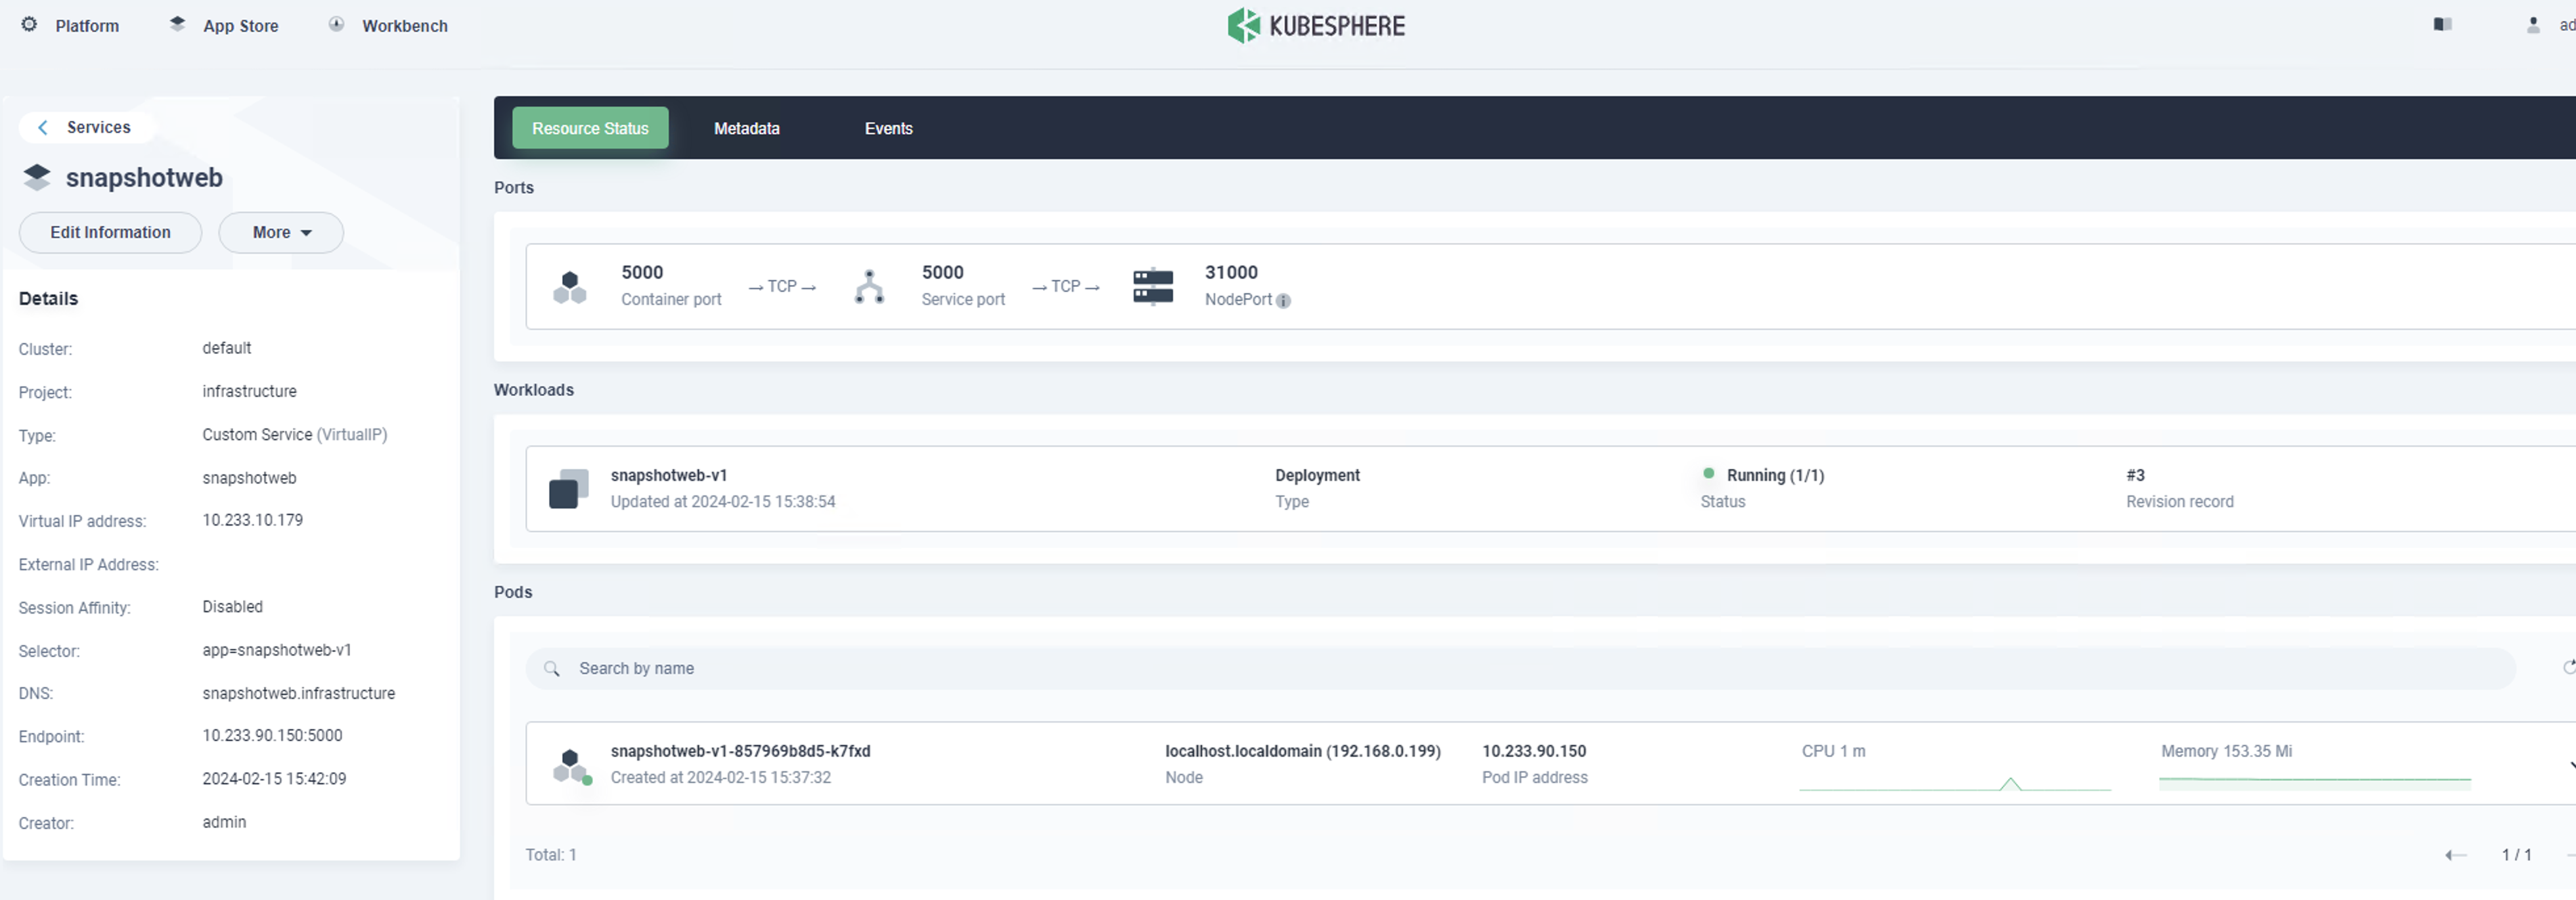 Platform App Store Workbench KUBESPHERE
Services
snapshotweb
Edit Information More
Details
Cluster: default
Project: infrastructure
Type: Custom Service (VirtualIP)
App: snapshotweb
Virtual IP address: 10.233.10.179
External IP Address:
Session Affinity: Disabled
Selector: app=snapshotweb-v1
DNS: snapshotweb.infrastructure
Endpoint: 10.233.90.150:5000
Creation Time: 2024-02-15 15:42:09
Creator: admin
Resource Status Metadata Events
Ports
5000 → TCP → 5000 → TCP → 31000
Container port Service port NodePort
Workloads
snapshotweb-v1 Deployment Running (1/1) #3
Updated at 2024-02-15 15:38:54 Type Status Revision record
Pods
Search by name
snapshotweb-v1-857969b8d5-k7fxd localhost.localdomain (192.168.0.199) 10.233.90.150 CPU 1 m Memory 153.35 Mi
Created at 2024-02-15 15:37:32 Node Pod IP address
Total: 1 1 / 1